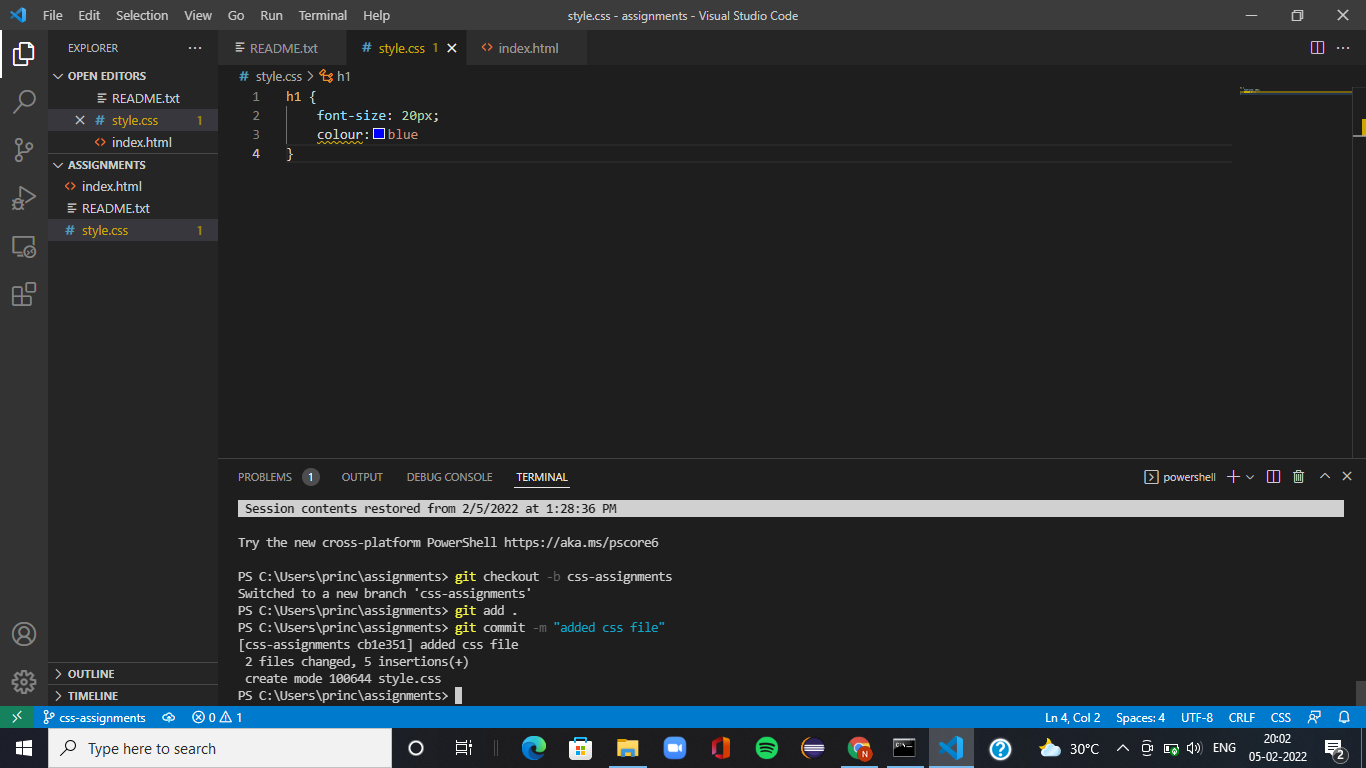 File Edit Selection View Go Run Terminal Help
style.css - assignments - Visual Studio Code
EXPLORER
OPEN EDITORS
README.txt
style.css 1
index.html
ASSIGNMENTS
index.html
README.txt
style.css 1
OUTLINE
TIMELINE
README.txt style.css 1 index.html
# style.css > h1
1 h1 {
2 font-size: 20px;
3 colour: blue
4 }
PROBLEMS 1 OUTPUT DEBUG CONSOLE TERMINAL
powershell
Session contents restored from 2/5/2022 at 1:28:36 PM
Try the new cross-platform PowerShell https://aka.ms/pscore6
PS C:\Users\princ\assignments> git checkout -b css-assignments
Switched to a new branch 'css-assignments'
PS C:\Users\princ\assignments> git add .
PS C:\Users\princ\assignments> git commit -m "added css file"
[css-assignments cb1e351] added css file
2 files changed, 5 insertions(+)
create mode 100644 style.css
PS C:\Users\princ\assignments>
css-assignments 0 1
Ln 4, Col 2 Spaces: 4 UTF-8 CRLF CSS
Type here to search
30°C
ENG
20:02
05-02-2022
2